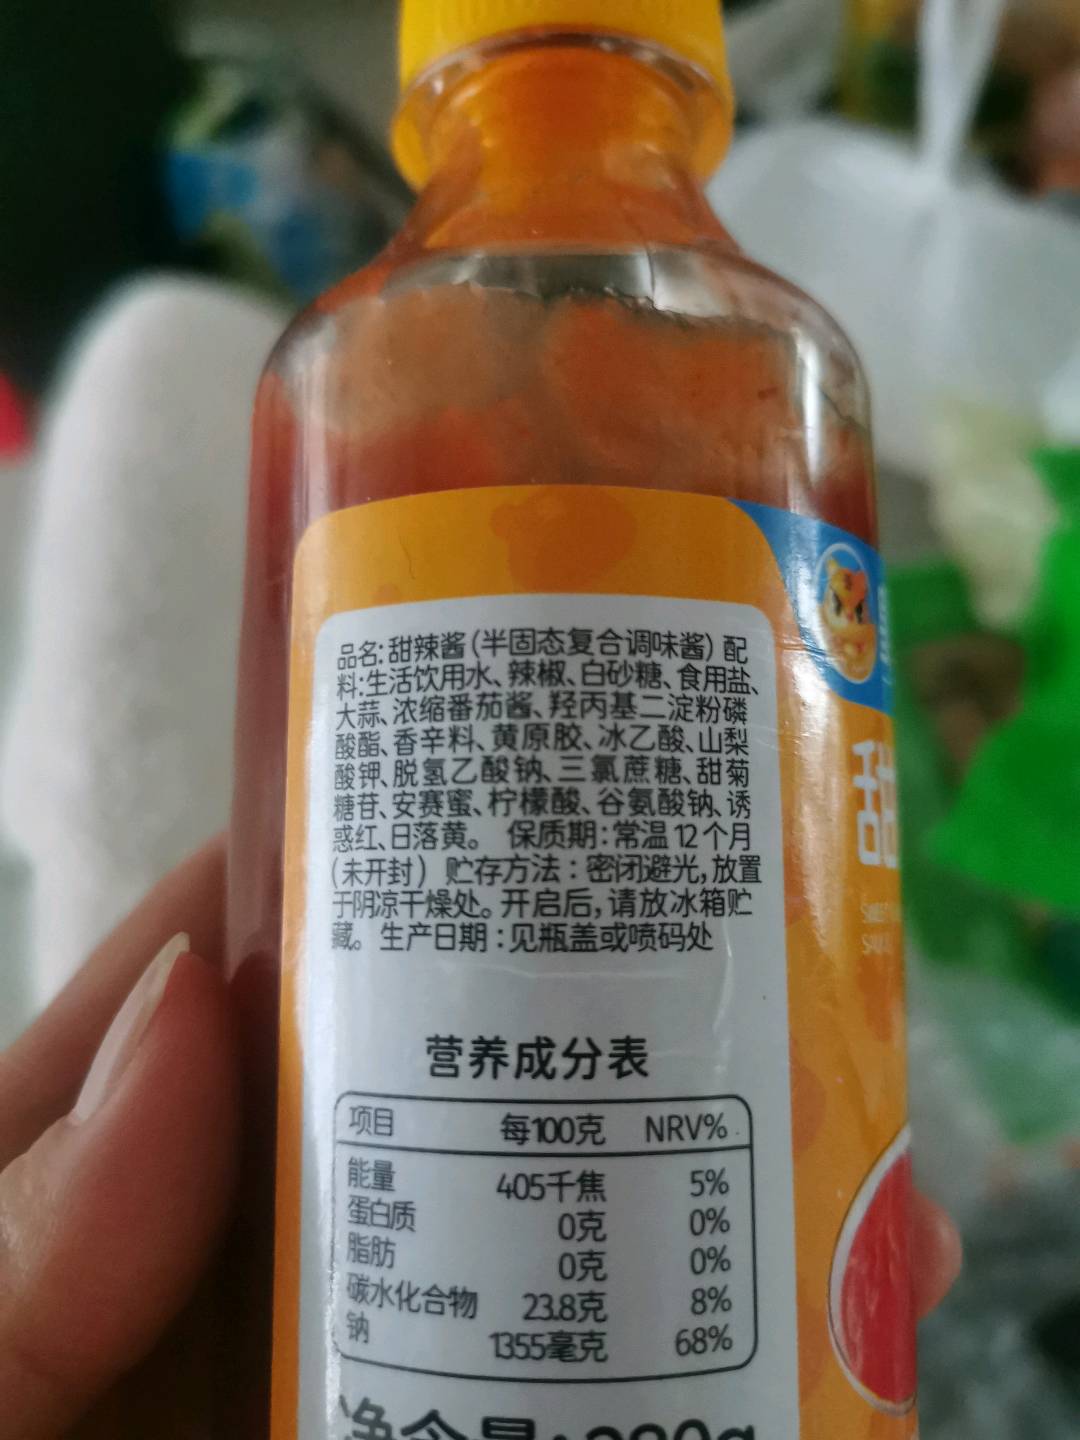 品名:甜辣酱(半固态复合调味酱) 配
料:生活饮用水、辣椒、白砂糖、食用盐、
大蒜、浓缩番茄酱、羟丙基二淀粉磷
酸酯、香辛料、黄原胶、冰乙酸、山梨
酸钾、脱氢乙酸钠、三氯蔗糖、甜菊
糖苷、安赛蜜、柠檬酸、谷氨酸钠、诱
惑红、日落黄。 保质期:常温12个月
(未开封) 贮存方法:密闭避光,放置
于阴凉干燥处。开启后,请放冰箱贮
藏。 生产日期:见瓶盖或喷码处
营养成分表
项目 每100克 NRV%
能量 405千焦 5%
蛋白质 0克 0%
脂肪 0克 0%
碳水化合物 23.8克 8%
钠 1355毫克 68%
净含量:280g
甜